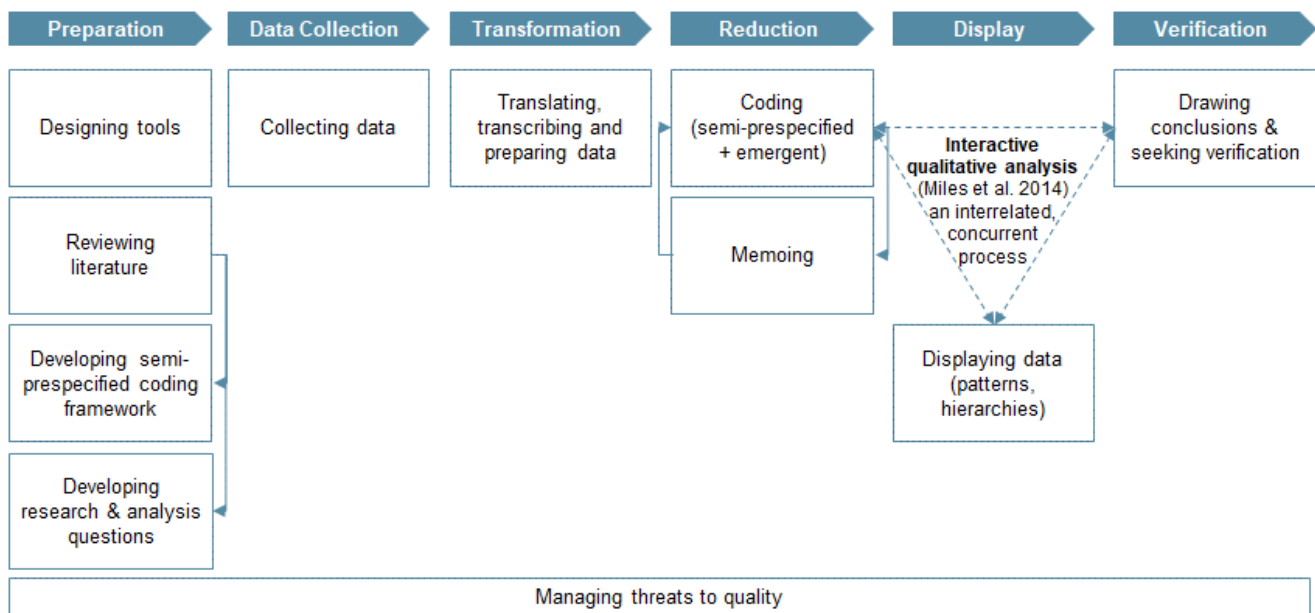 Preparation
Data Collection
Transformation
Reduction
Display
Verification
Designing tools
Collecting data
Translating,
transcribing and
preparing data
Coding
(semi-prespecified
+ emergent)
Interactive
qualitative analysis
(Miles et al. 2014)
an interrelated,
concurrent
process
Drawing
conclusions &
seeking verification
Reviewing
literature
Memoing
Developing semi-
prespecified coding
framework
Displaying data
(patterns,
hierarchies)
Developing
research & analysis
questions
Managing threats to quality